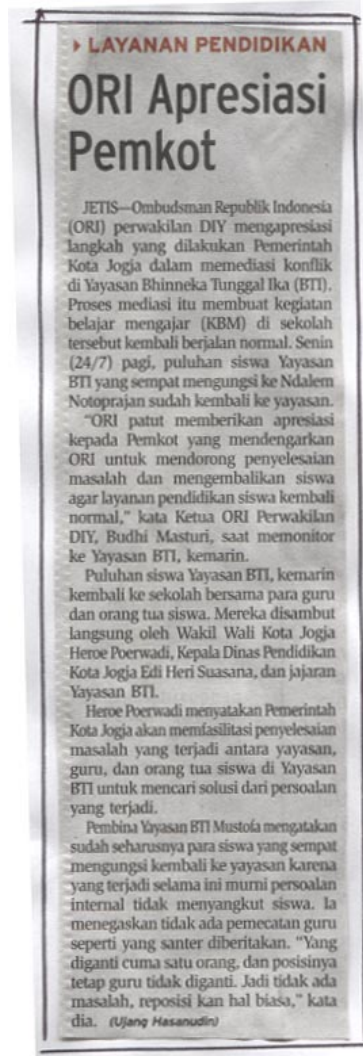 ▸ LAYANAN PENDIDIKAN
ORI Apresiasi
Pemkot
JETIS—Ombudsman Republik Indonesia
(ORI) perwakilan DIY mengapresiasi
langkah yang dilakukan Pemerintah
Kota Jogja dalam memediasi konflik
di Yayasan Bhinneka Tunggal Ika (BTI).
Proses mediasi itu membuat kegiatan
belajar mengajar (KBM) di sekolah
tersebut kembali berjalan normal. Senin
(24/7) pagi, puluhan siswa Yayasan
BTI yang sempat mengungsi ke Ndalem
Notoprajan sudah kembali ke yayasan.
"ORI patut memberikan apresiasi
kepada Pemkot yang mendengarkan
ORI untuk mendorong penyelesaian
masalah dan mengembalikan siswa
agar layanan pendidikan siswa kembali
normal," kata Ketua ORI Perwakilan
DIY, Budhi Masturi, saat memonitor
ke Yayasan BTI, kemarin.
Puluhan siswa Yayasan BTI, kemarin
kembali ke sekolah bersama para guru
dan orang tua siswa. Mereka disambut
langsung oleh Wakil Wali Kota Jogja
Heroe Poerwadi, Kepala Dinas Pendidikan
Kota Jogja Edi Heri Suasana, dan jajaran
Yayasan BTI.
Heroe Poerwadi menyatakan Pemerintah
Kota Jogja akan memfasilitasi penyelesaian
masalah yang terjadi antara yayasan,
guru, dan orang tua siswa di Yayasan
BTI untuk mencari solusi dari persoalan
yang terjadi.
Pembina Yayasan BTI Mustofa mengatakan
sudah seharusnya para siswa yang sempat
mengungsi kembali ke yayasan karena
yang terjadi selama ini murni persoalan
internal tidak menyangkut siswa. Ia
menegaskan tidak ada pemecatan guru
seperti yang santer diberitakan. "Yang
diganti cuma satu orang, dan posisinya
tetap guru tidak diganti. Jadi tidak ada
masalah, reposisi kan hal biasa," kata
dia. (Ujang Hasanudin)